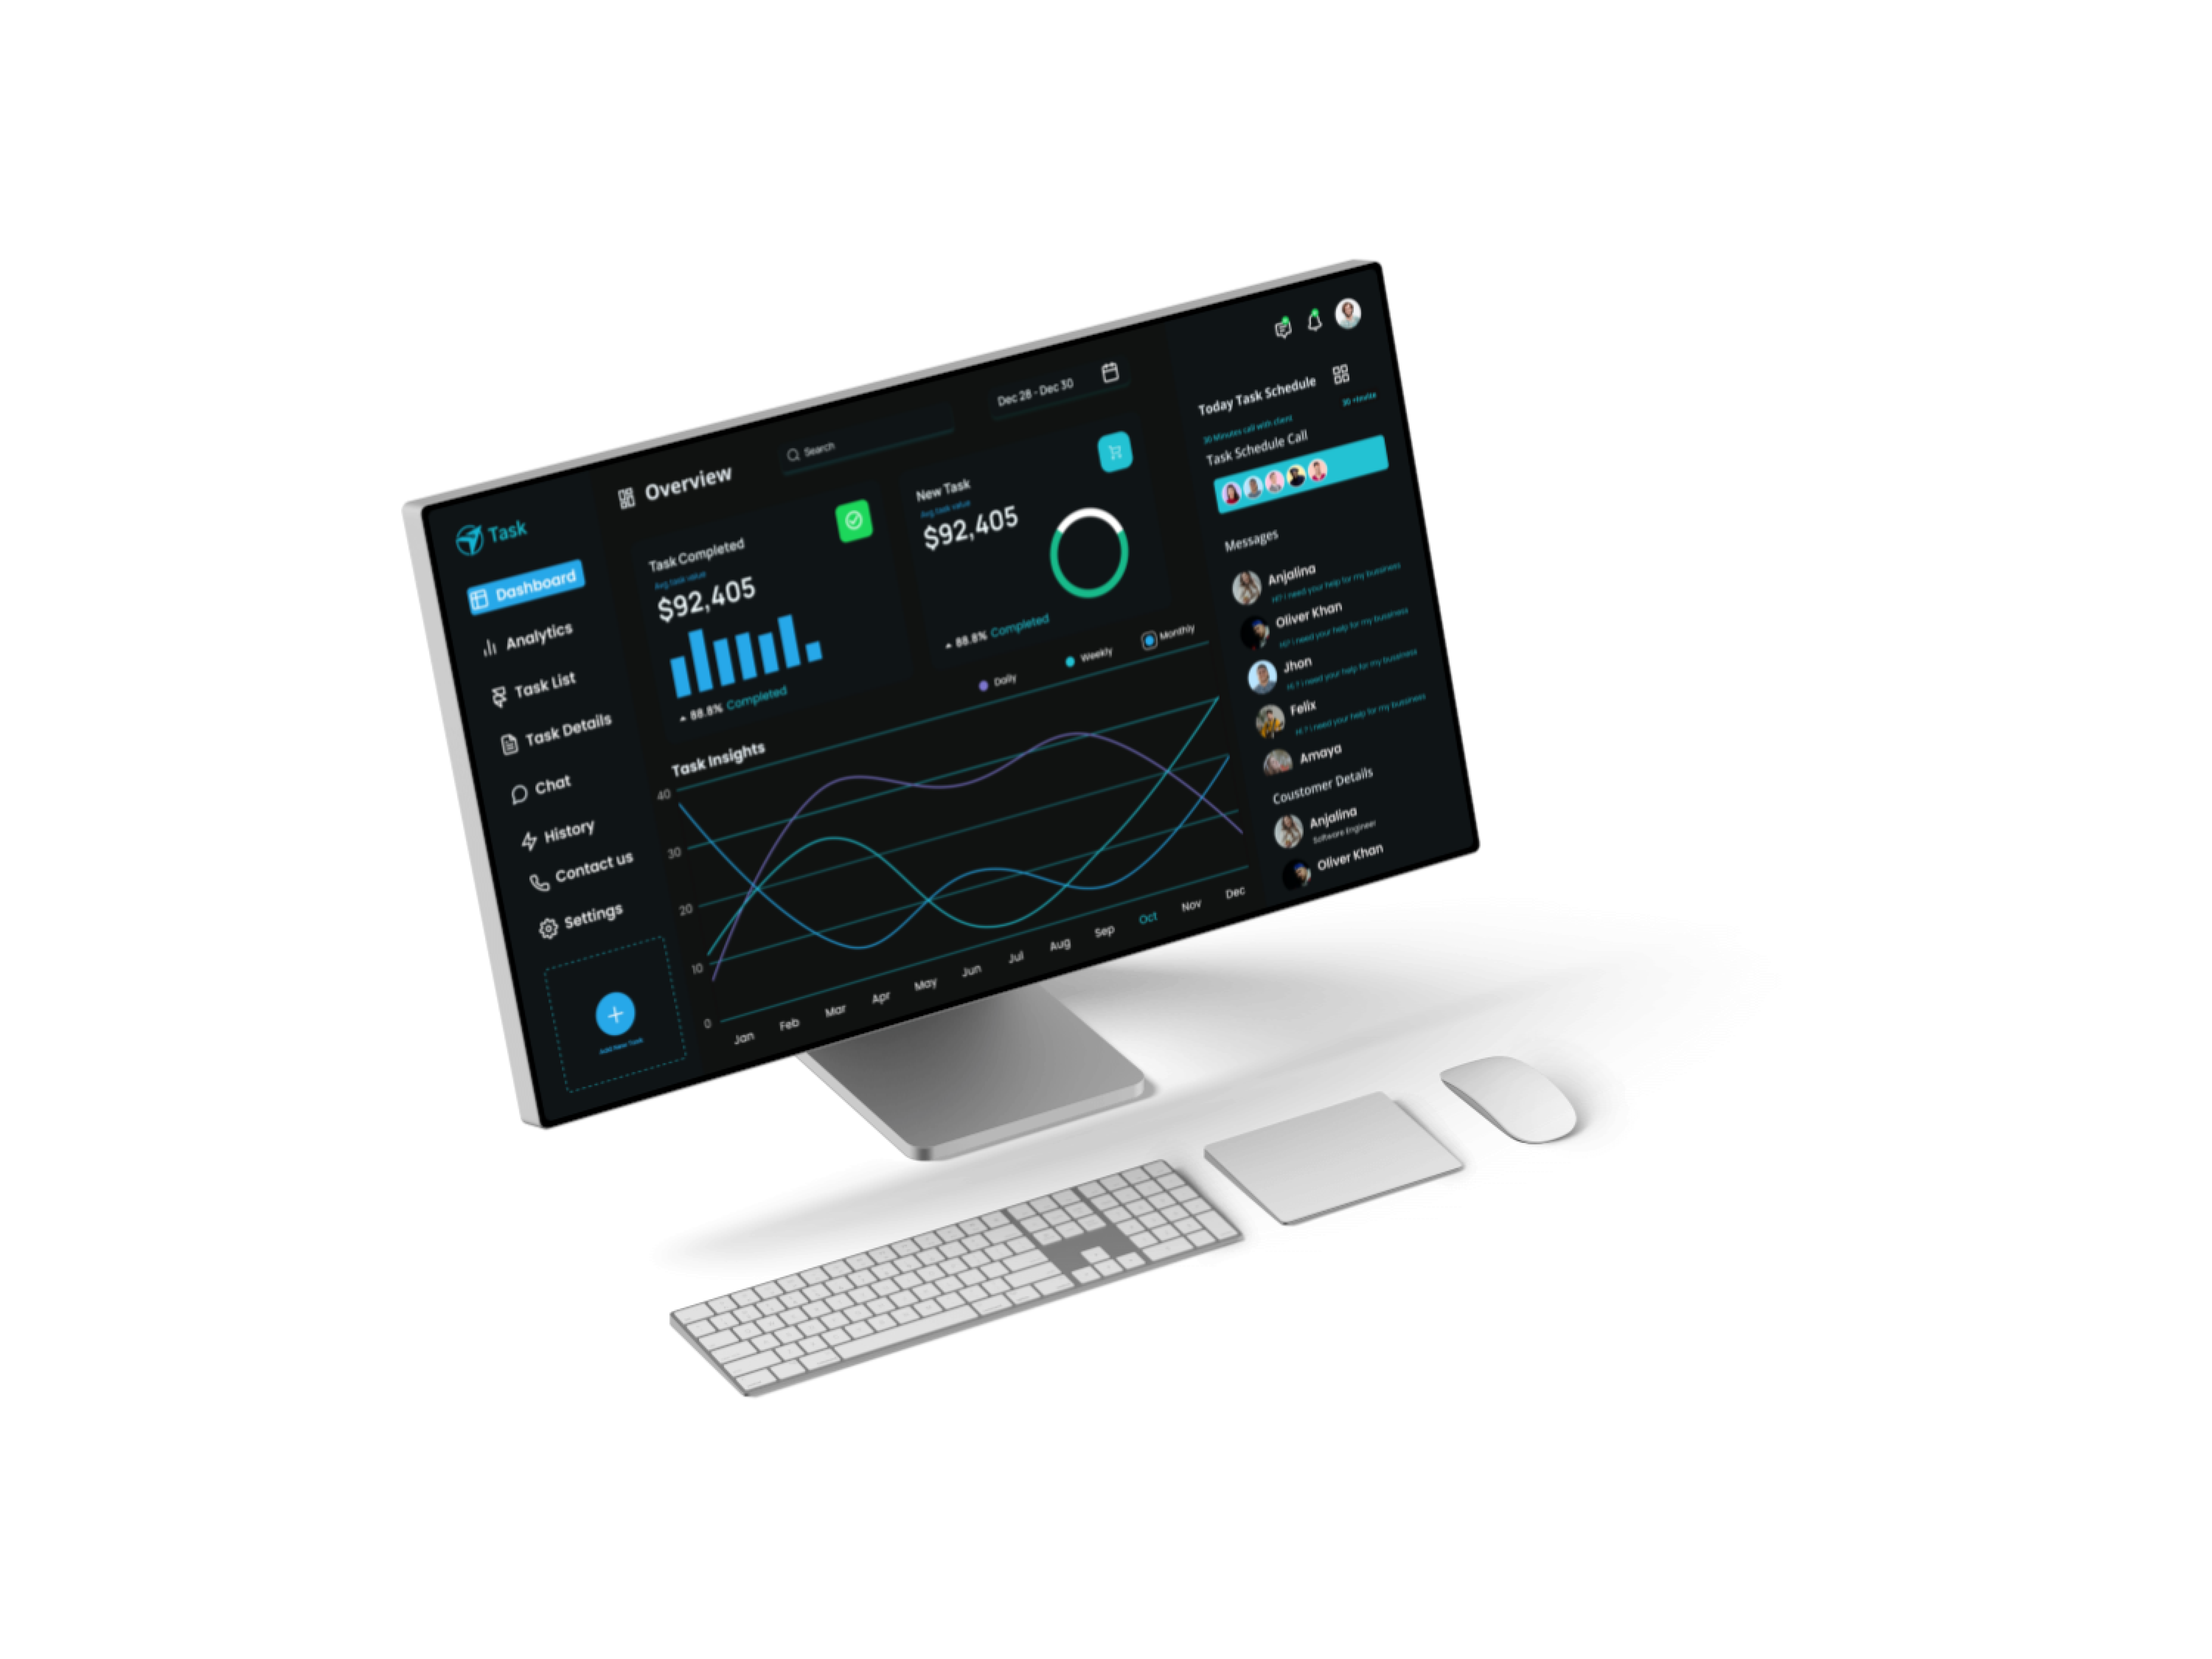 Task
Dashboard
Analytics
Task List
Task Details
Chat
History
Contact us
Settings
Add New Task
Overview
Search
Dec 28 - Dec 30
Task Completed
Avg.task value
$92,405
88.8% Completed
New Task
Avg.task value
$92,405
88.8% Completed
Daily
Weekly
Monthly
Task Insights
40
30
20
10
0
Jan
Feb
Mar
Apr
May
Jun
Jul
Aug
Sep
Oct
Nov
Dec
Today Task Schedule
30 Minutes call with client
30 +Invite
Task Schedule Call
Messages
Anjalina
Hi? i need your help for my bussiness
Oliver Khan
Hi? i need your help for my bussiness
Jhon
Hi ? i need your help for my bussiness
Felix
Hi ? i need your help for my bussiness
Amaya
Coustomer Details
Anjalina
Software Engineer
Oliver Khan